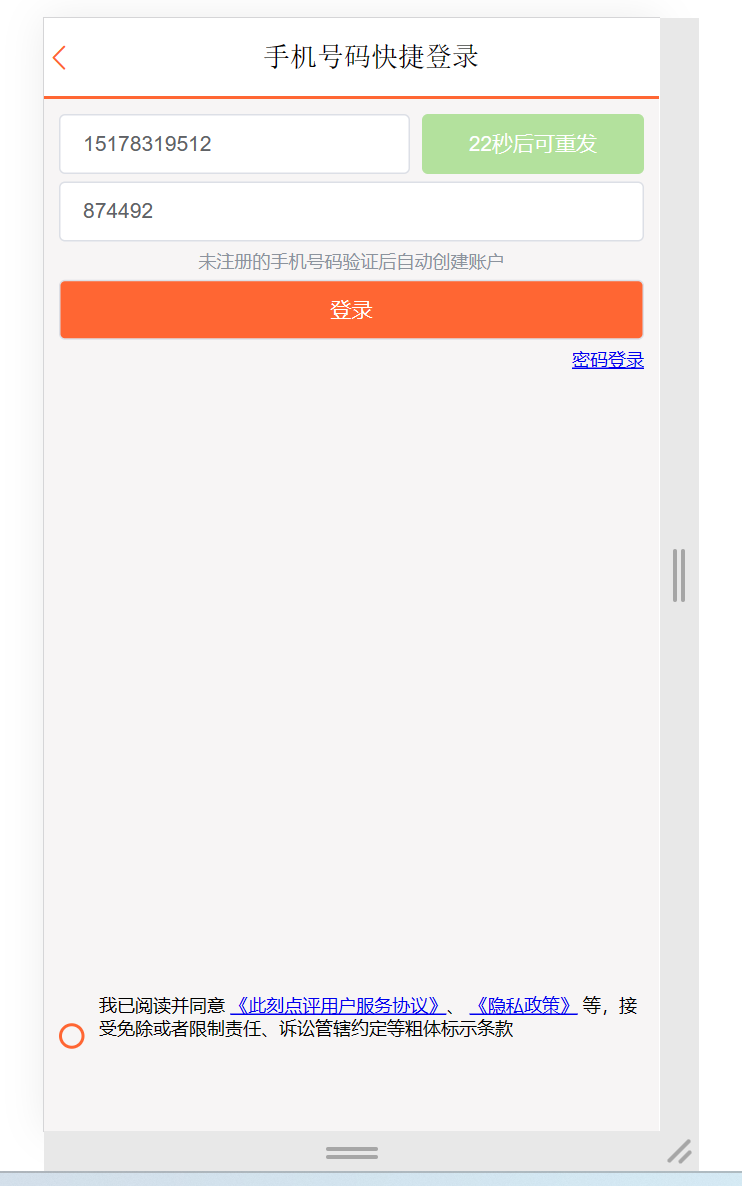 手机号码快捷登录
15178319512
22秒后可重发
874492
未注册的手机号码验证后自动创建账户
登录
密码登录
我已阅读并同意《此刻点评用户服务协议》、《隐私政策》等，接
受免除或者限制责任、诉讼管辖约定等粗体标示条款